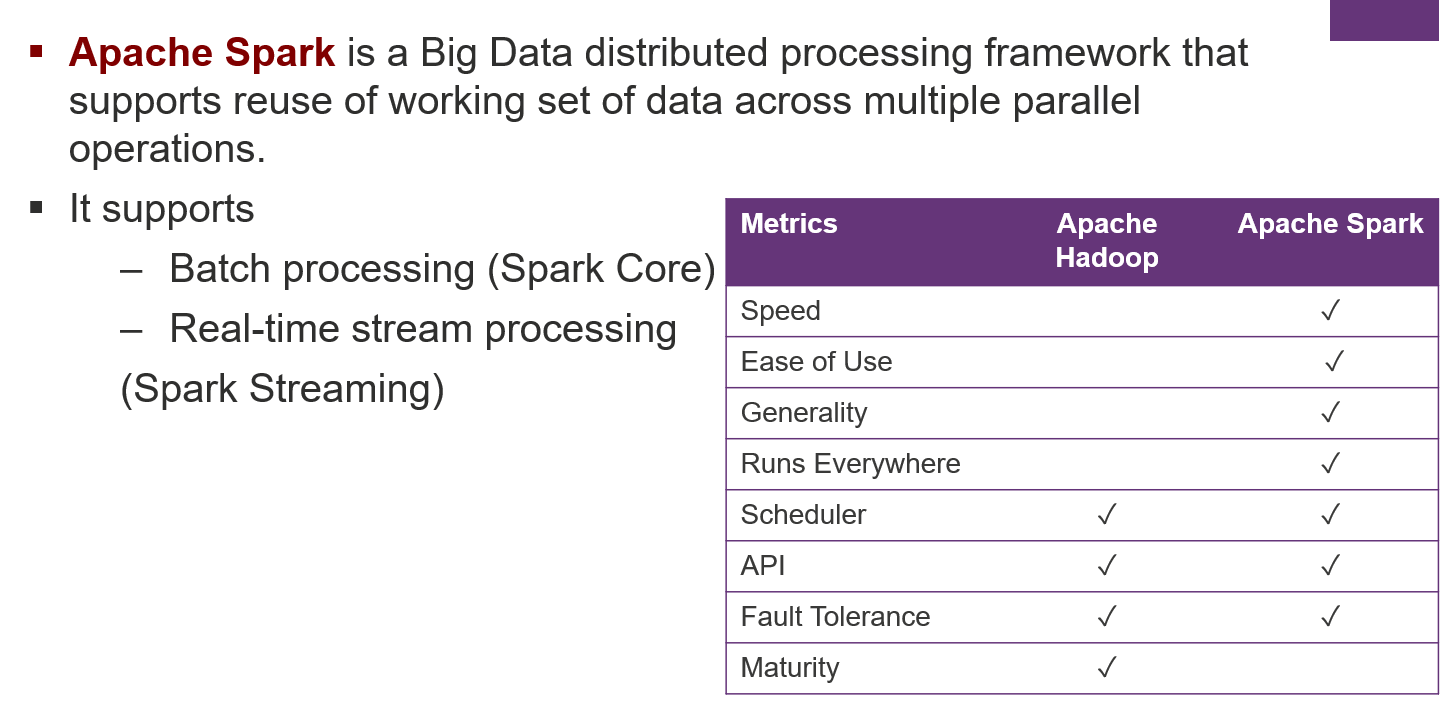 ▪ Apache Spark is a Big Data distributed processing framework that
supports reuse of working set of data across multiple parallel
operations.
▪ It supports
– Batch processing (Spark Core)
– Real-time stream processing
(Spark Streaming)
Metrics Apache Hadoop Apache Spark
Speed ✓
Ease of Use ✓
Generality ✓
Runs Everywhere ✓
Scheduler ✓ ✓
API ✓ ✓
Fault Tolerance ✓ ✓
Maturity ✓